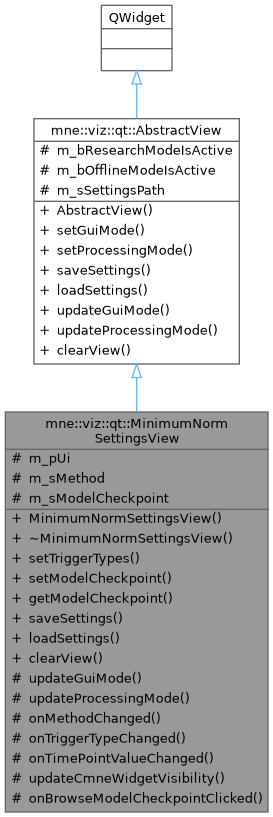 QWidget
mne::viz::qt::AbstractView
# m_bResearchModeIsActive
# m_bOfflineModeIsActive
# m_sSettingsPath
+ AbstractView()
+ setGuiMode()
+ setProcessingMode()
+ saveSettings()
+ loadSettings()
+ updateGuiMode()
+ updateProcessingMode()
+ clearView()
mne::viz::qt::MinimumNorm
SettingsView
# m_pUi
# m_sMethod
# m_sModelCheckpoint
+ MinimumNormSettingsView()
+ ~MinimumNormSettingsView()
+ setTriggerTypes()
+ setModelCheckpoint()
+ getModelCheckpoint()
+ saveSettings()
+ loadSettings()
+ clearView()
# updateGuiMode()
# updateProcessingMode()
# onMethodChanged()
# onTriggerTypeChanged()
# onTimePointValueChanged()
# updateCmneWidgetVisibility()
# onBrowseModelCheckpointClicked()